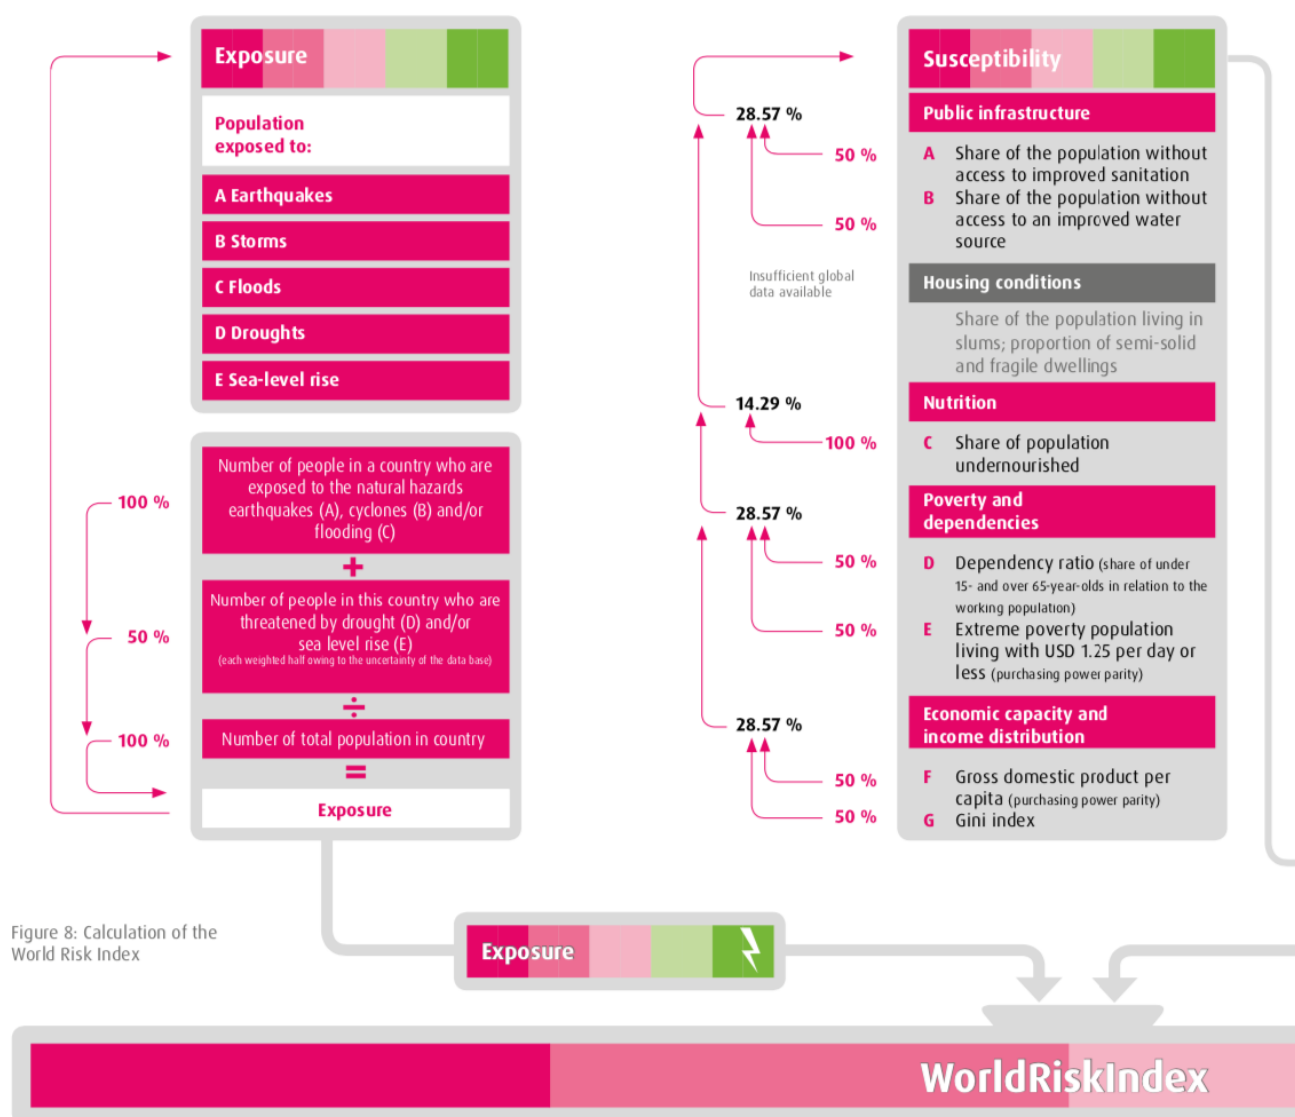 Exposure
Population
exposed to:
A Earthquakes
B Storms
C Floods
D Droughts
E Sea-level rise
100 %
Number of people in a country who are
exposed to the natural hazards
earthquakes (A), cyclones (B) and/or
flooding (C)
+
50 %
Number of people in this country who are
threatened by drought (D) and/or
sea level rise (E)
(each weighted half owing to the uncertainty of the data base)
÷
100 %
Number of total population in country
=
Exposure
Susceptibility
28.57 %
Public infrastructure
50 %
A Share of the population without
access to improved sanitation
B Share of the population without
50 %
access to an improved water
source
Insufficient global
data available
Housing conditions
Share of the population living in
slums; proportion of semi-solid
and fragile dwellings
14.29 %
Nutrition
100 %
C Share of population
undernourished
28.57 %
Poverty and
dependencies
50 %
D Dependency ratio (share of under
15- and over 65-year-olds in relation to the
working population)
50 %
E Extreme poverty population
living with USD 1.25 per day or
less (purchasing power parity)
28.57 %
Economic capacity and
income distribution
50 %
F Gross domestic product per
capita (purchasing power parity)
50 %
G Gini index
Figure 8: Calculation of the
World Risk Index
Exposure
WorldRiskIndex